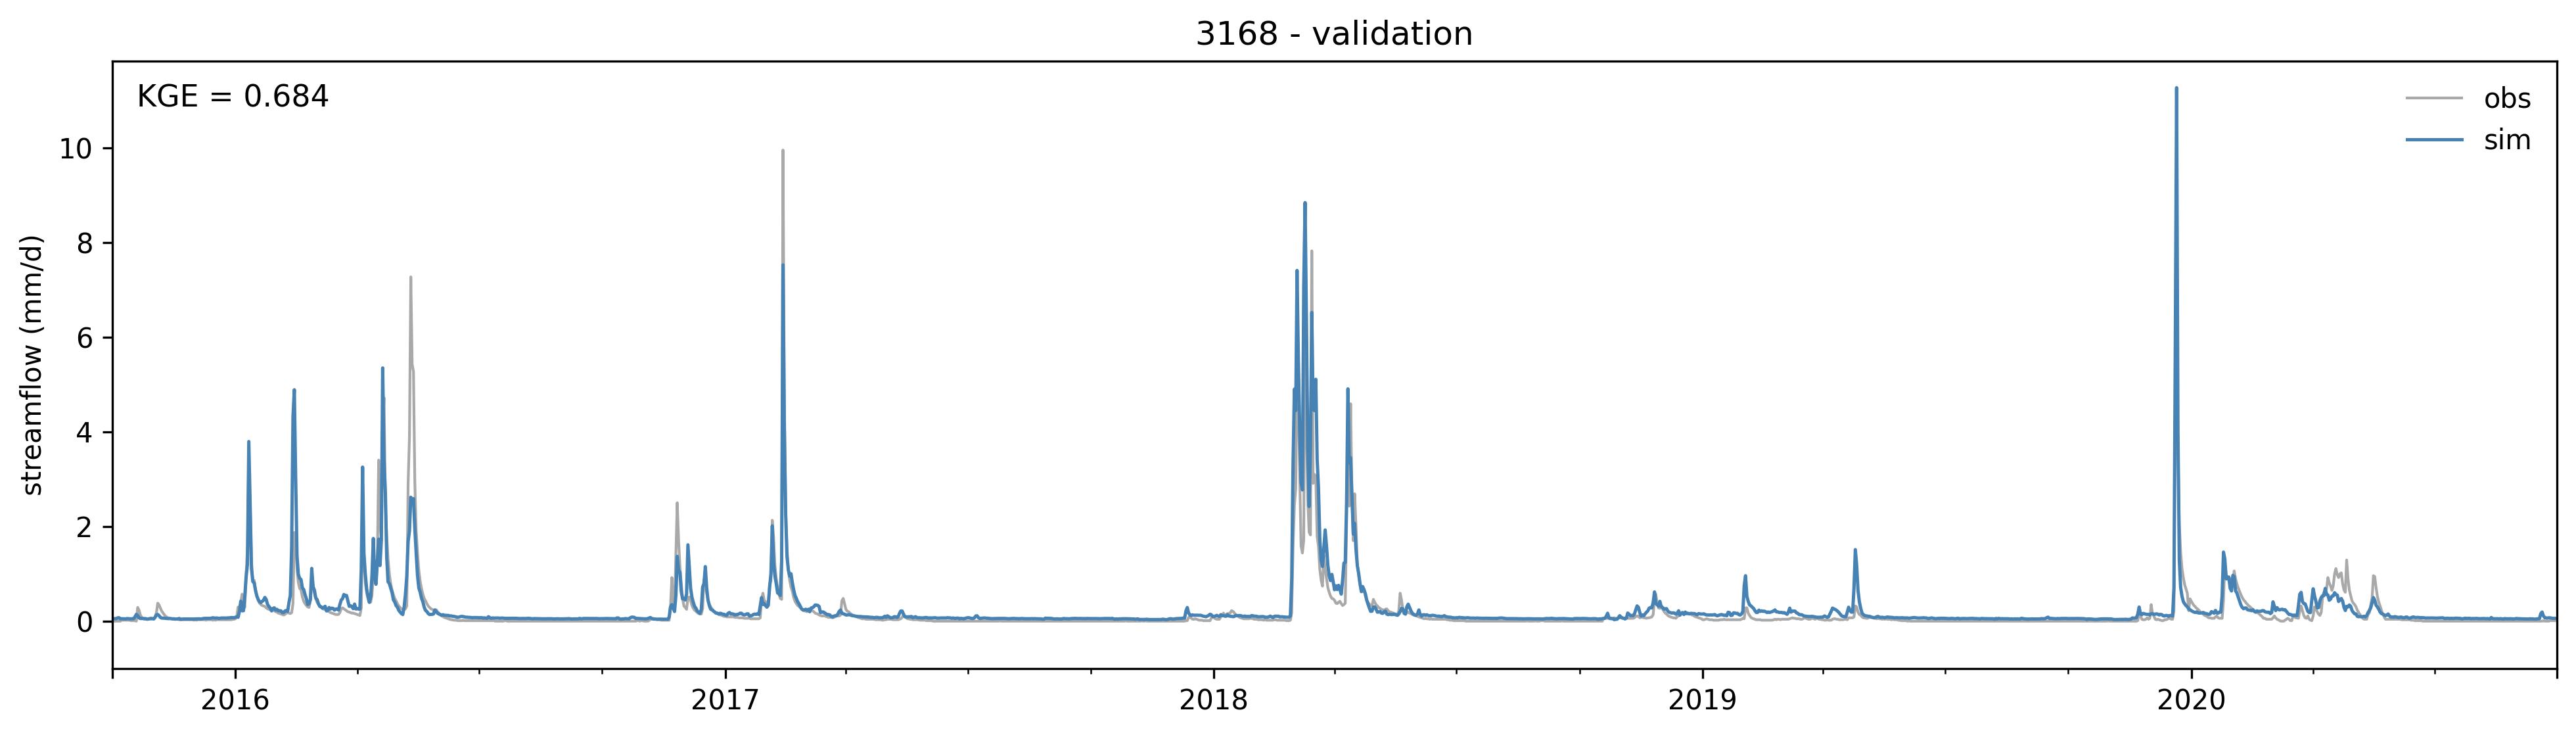 3168 - validation
KGE = 0.684
obs
sim
streamflow (mm/d)
10
8
6
4
2
0
2016
2017
2018
2019
2020